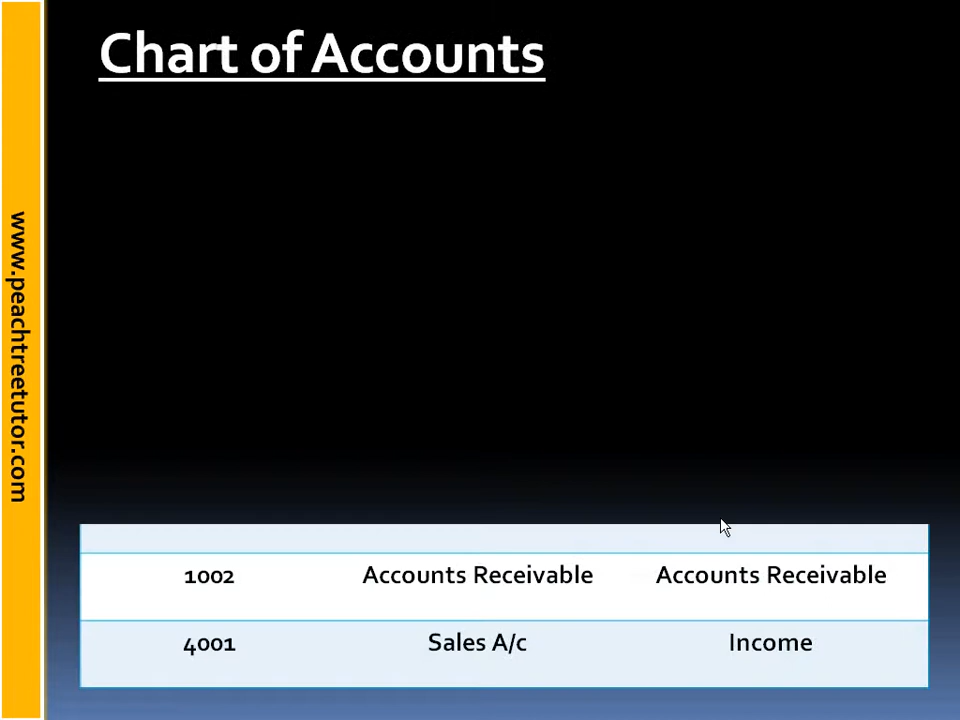 Chart of Accounts
www.peachtreetutor.com
1002 Accounts Receivable Accounts Receivable
4001 Sales A/c Income